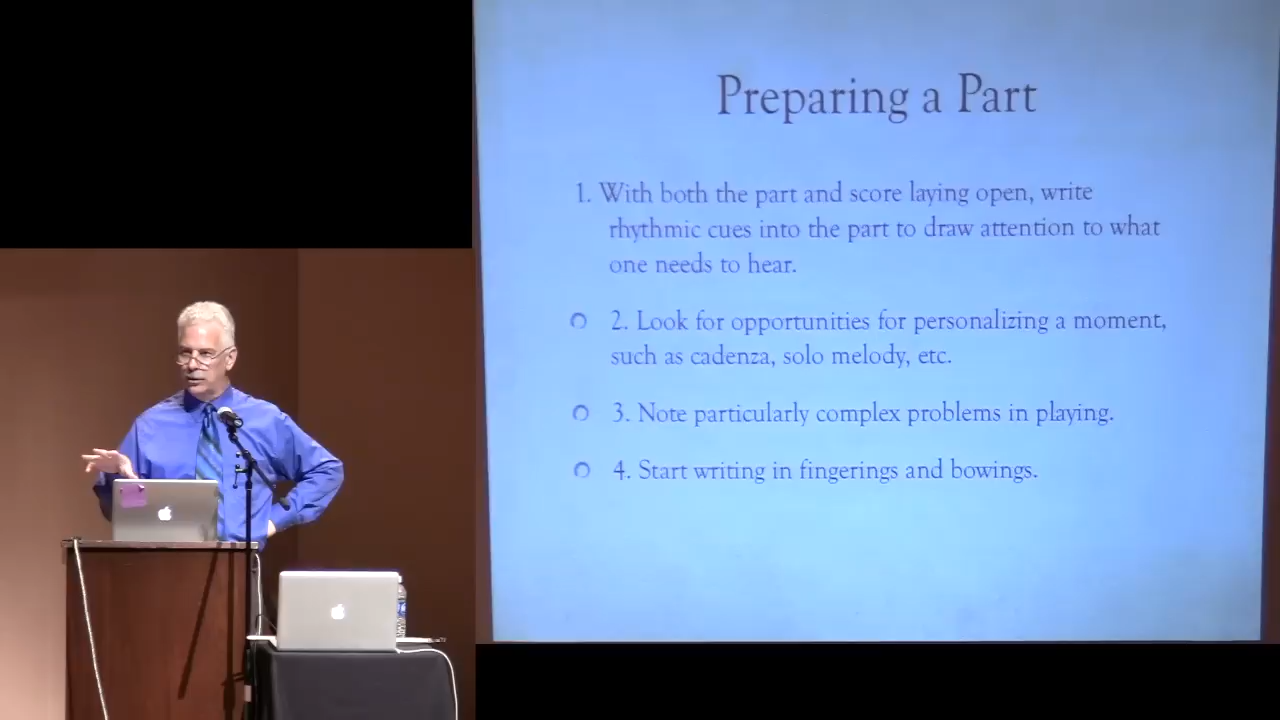 Preparing a Part
1. With both the part and score laying open, write
rhythmic cues into the part to draw attention to what
one needs to hear.
2. Look for opportunities for personalizing a moment,
such as cadenza, solo melody, etc.
3. Note particularly complex problems in playing.
4. Start writing in fingerings and bowings.